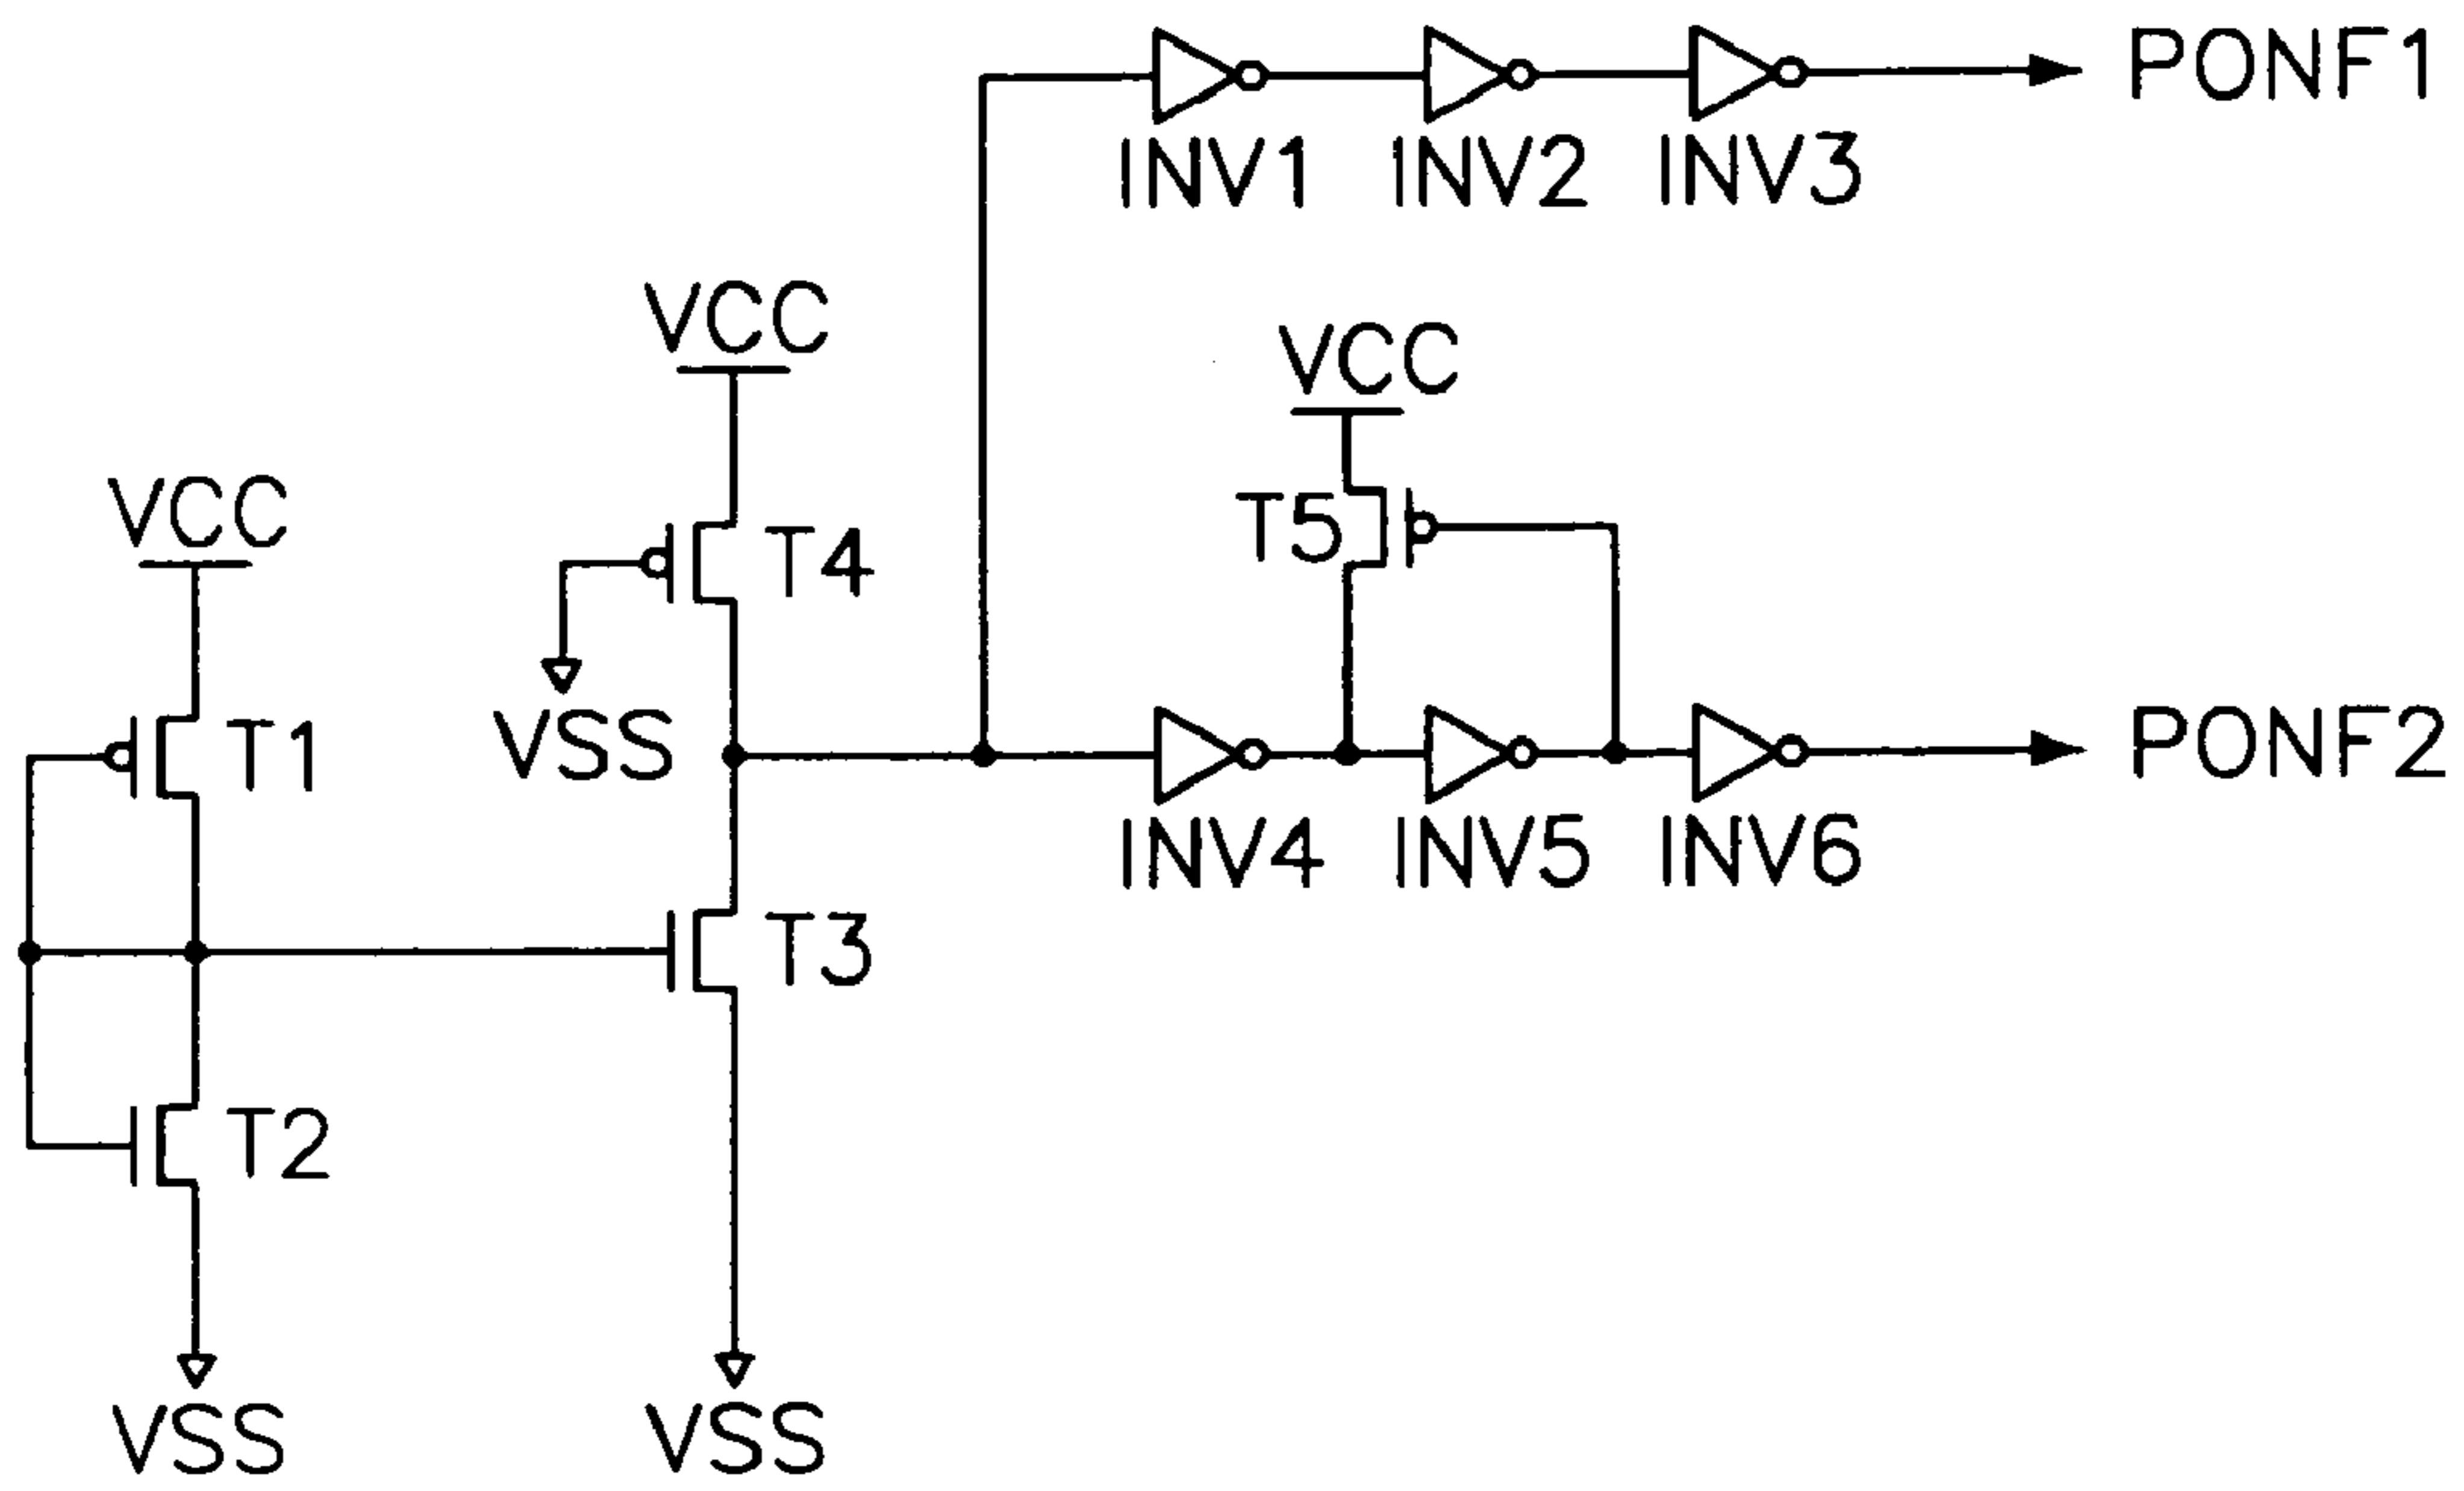 PONF1
INV1 INV2 INV3
VCC
VCC
VCC
T5
T4
VSS
T1
PONF2
INV4 INV5 INV6
T3
T2
VSS VSS